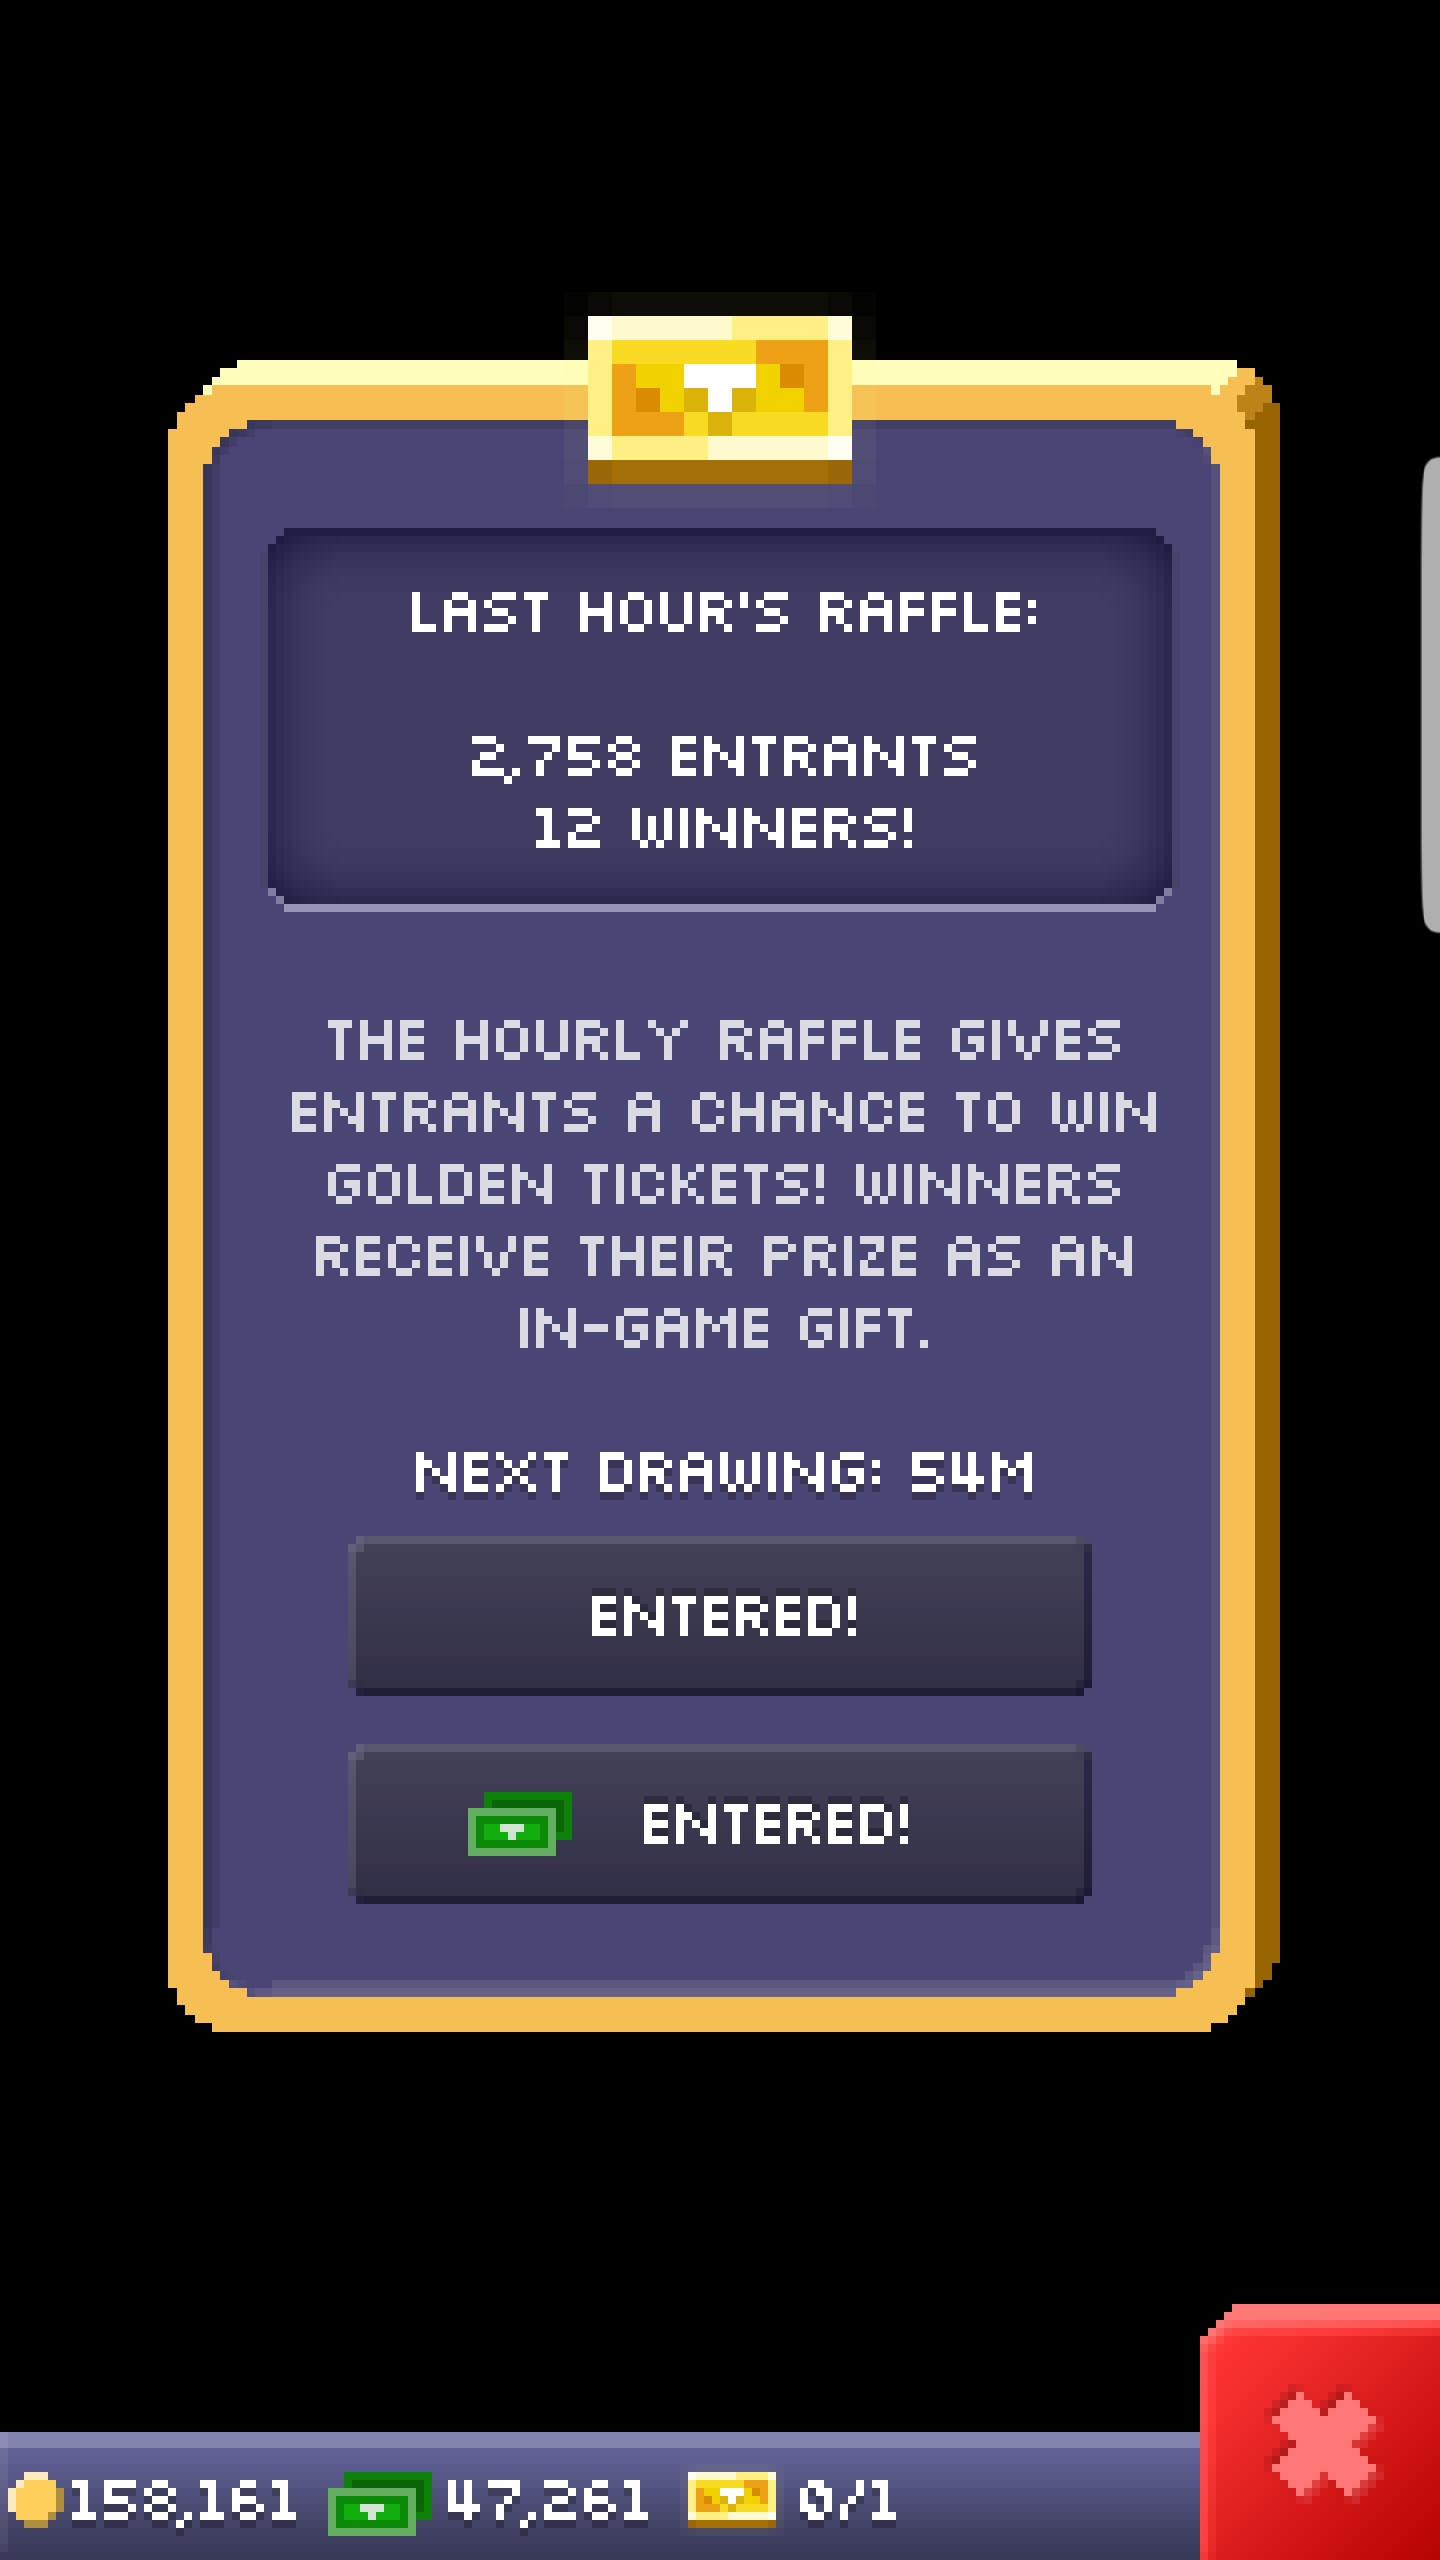 LAST HOUR'S RAFFLE:
2,758 ENTRANTS
12 WINNERS!
THE HOURLY RAFFLE GIVES
ENTRANTS A CHANCE TO WIN
GOLDEN TICKETS! WINNERS
RECEIVE THEIR PRIZE AS AN
IN-GAME GIFT.
NEXT DRAWING: 54M
ENTERED!
ENTERED!
158,161 47,261 0/1